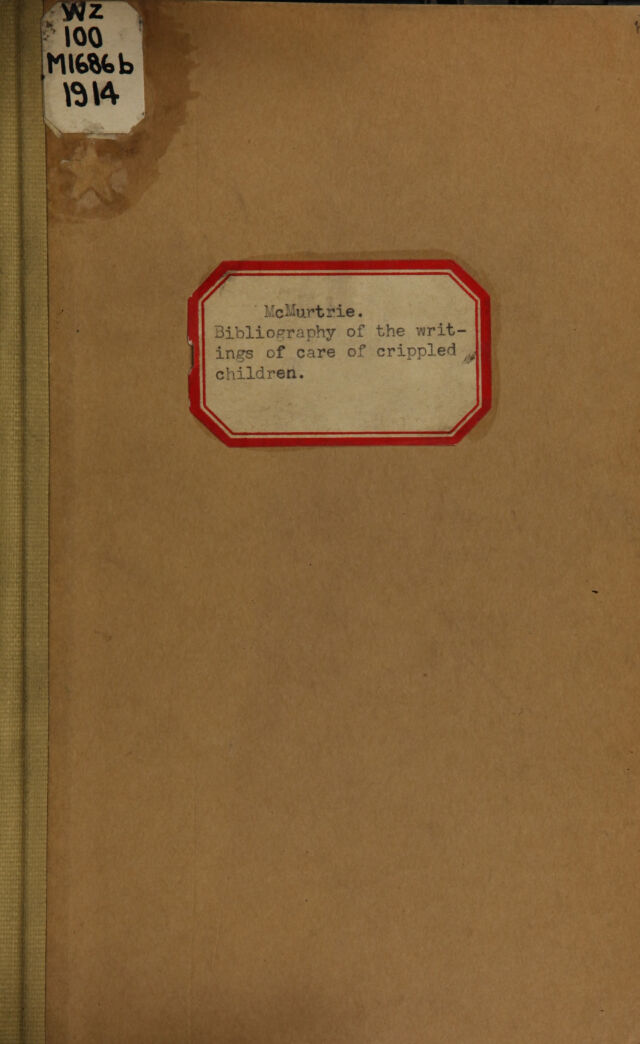 WZ
100
M1686b
1914
McMurtrie.
Bibliography of the writ-
ings of care of crippled
children.